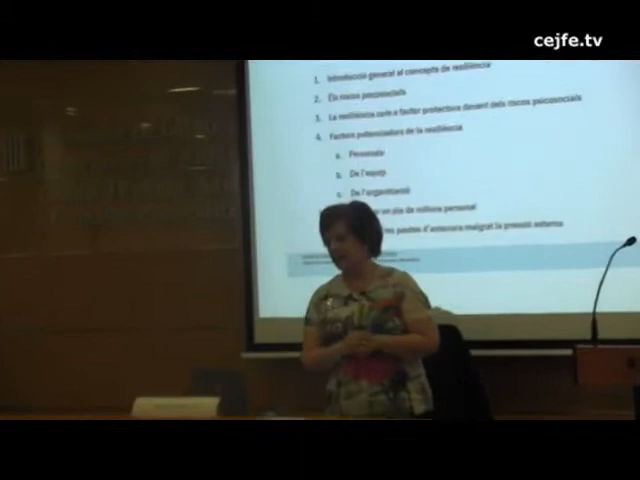 cejfe.tv
1. Introducció general al concepte de resiliència
2. Els riscos psicosocials
3. La resiliència com a factor protector davant dels riscos psicosocials
4. Factors potenciadors de la resiliència
a. Personals
b. De l'equip
c. De l'organització
un pla de millora personal
malgrat la pressió externa